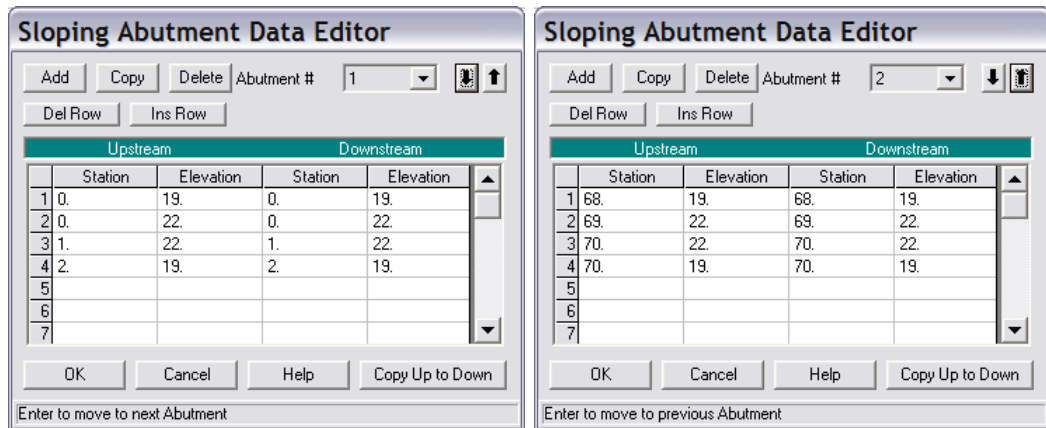 Sloping Abutment Data Editor
Add Copy Delete Abutment # 1
Del Row Ins Row
Upstream Downstream
Station Elevation Station Elevation
1 0. 19. 0. 19.
2 0. 22. 0. 22.
3 1. 22. 1. 22.
4 2. 19. 2. 19.
5
6
7
OK Cancel Help Copy Up to Down
Enter to move to next Abutment
Sloping Abutment Data Editor
Add Copy Delete Abutment # 2
Del Row Ins Row
Upstream Downstream
Station Elevation Station Elevation
1 68. 19. 68. 19.
2 69. 22. 69. 22.
3 70. 22. 70. 22.
4 70. 19. 70. 19.
5
6
7
OK Cancel Help Copy Up to Down
Enter to move to previous Abutment